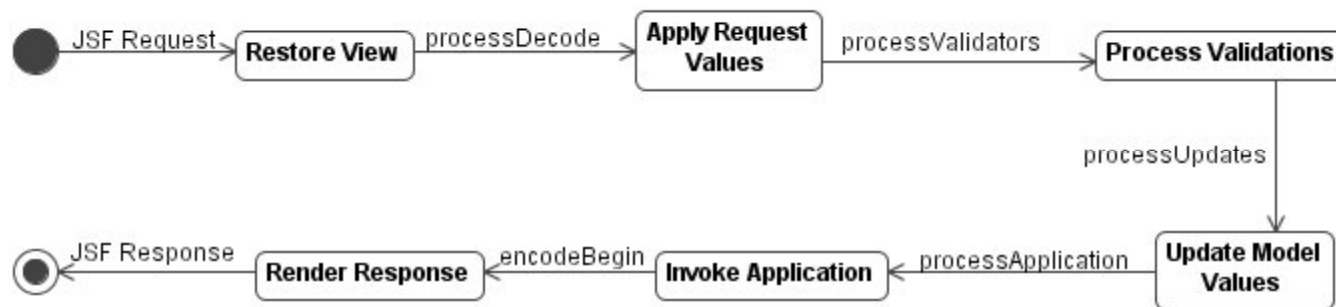 JSF Request
Restore View
processDecode
Apply Request
Values
processValidators
Process Validations
processUpdates
Update Model
Values
processApplication
Invoke Application
encodeBegin
Render Response
JSF Response